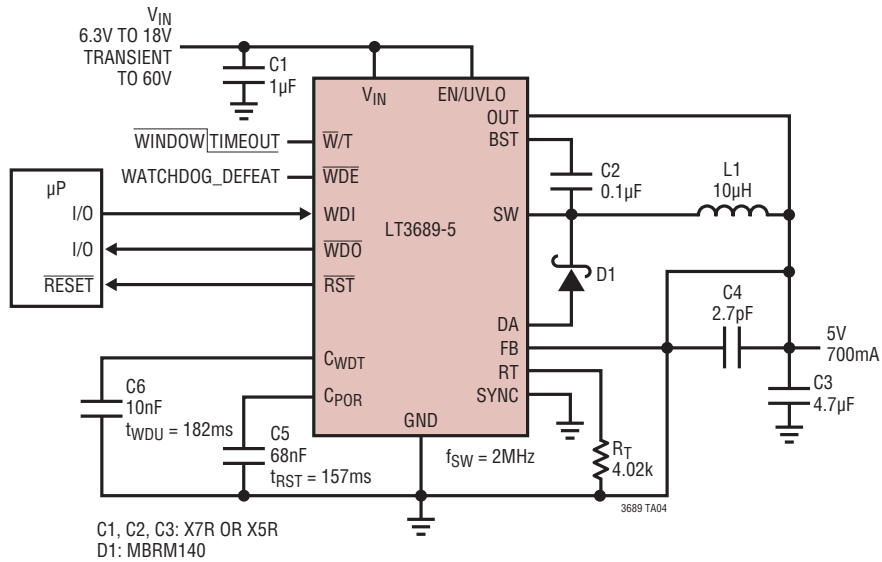 VIN
6.3V TO 18V
TRANSIENT
TO 60V
C1
1µF
VIN
EN/UVLO
OUT
BST
WINDOW TIMEOUT
W/T
WATCHDOG_DEFEAT
WDE
µP
I/O
WDI
I/O
WDO
RESET
RST
LT3689-5
SW
C2
0.1µF
L1
10µH
D1
DA
FB
RT
SYNC
C4
2.7pF
5V
700mA
C3
4.7µF
CWDT
CPOR
GND
C6
10nF
tWDU = 182ms
C5
68nF
tRST = 157ms
fSW = 2MHz
RT
4.02k
3689 TA04
C1, C2, C3: X7R OR X5R
D1: MBRM140